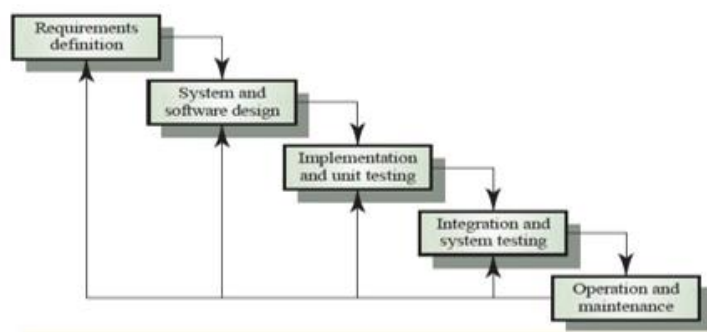 Requirements
definition
System and
software design
Implementation
and unit testing
Integration and
system testing
Operation and
maintenance